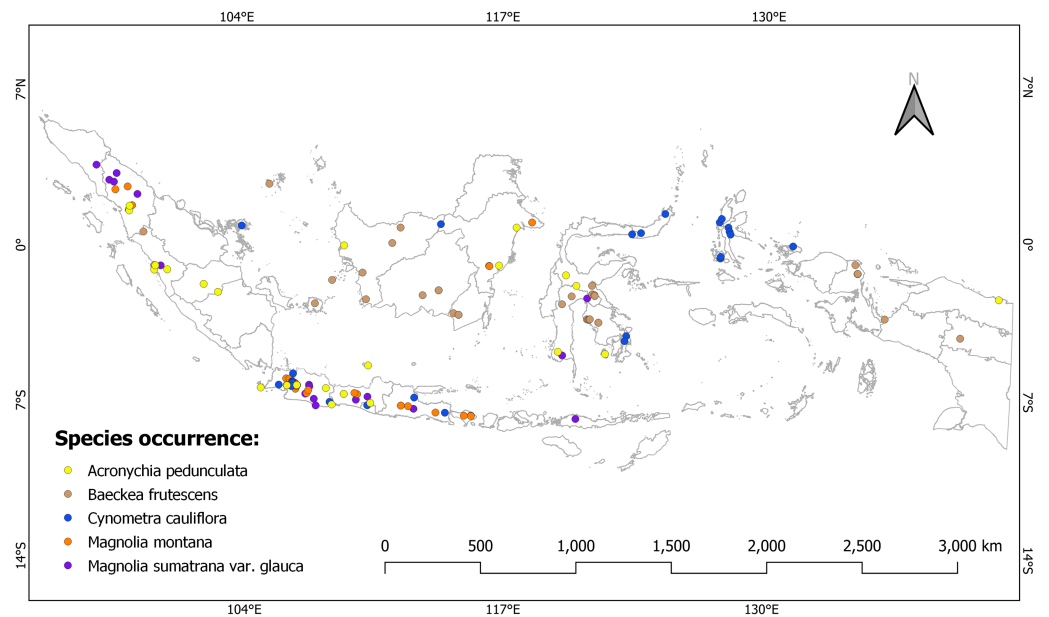 104°E 117°E 130°E
7°N 7°N
N
0° 0°
7°S 7°S
Species occurrence:
Acronychia pedunculata
Baeckea frutescens
Cynometra cauliflora
Magnolia montana
Magnolia sumatrana var. glauca
0 500 1,000 1,500 2,000 2,500 3,000 km
14°S 14°S
104°E 117°E 130°E